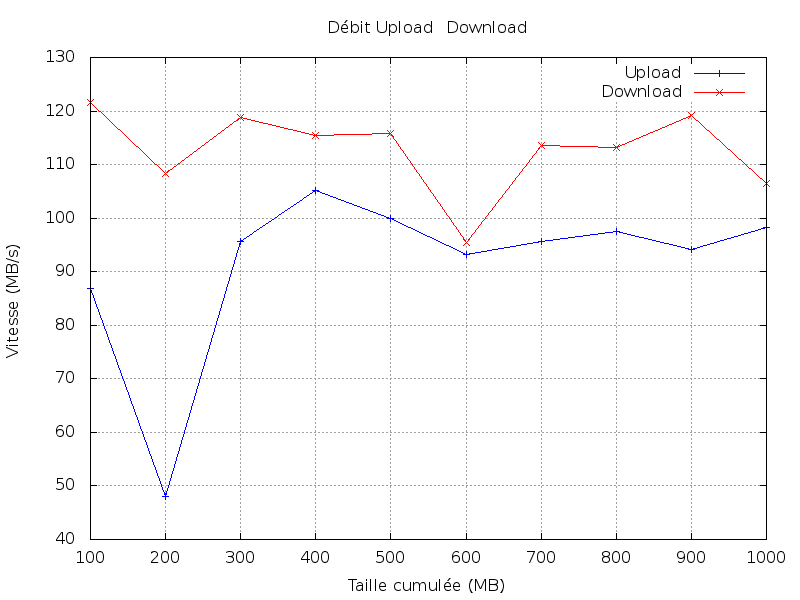 Débit Upload  Download
130
120
110
100
90
80
70
60
50
40
Vitesse (MB/s)
Upload
Download
100 200 300 400 500 600 700 800 900 1000
Taille cumulée (MB)